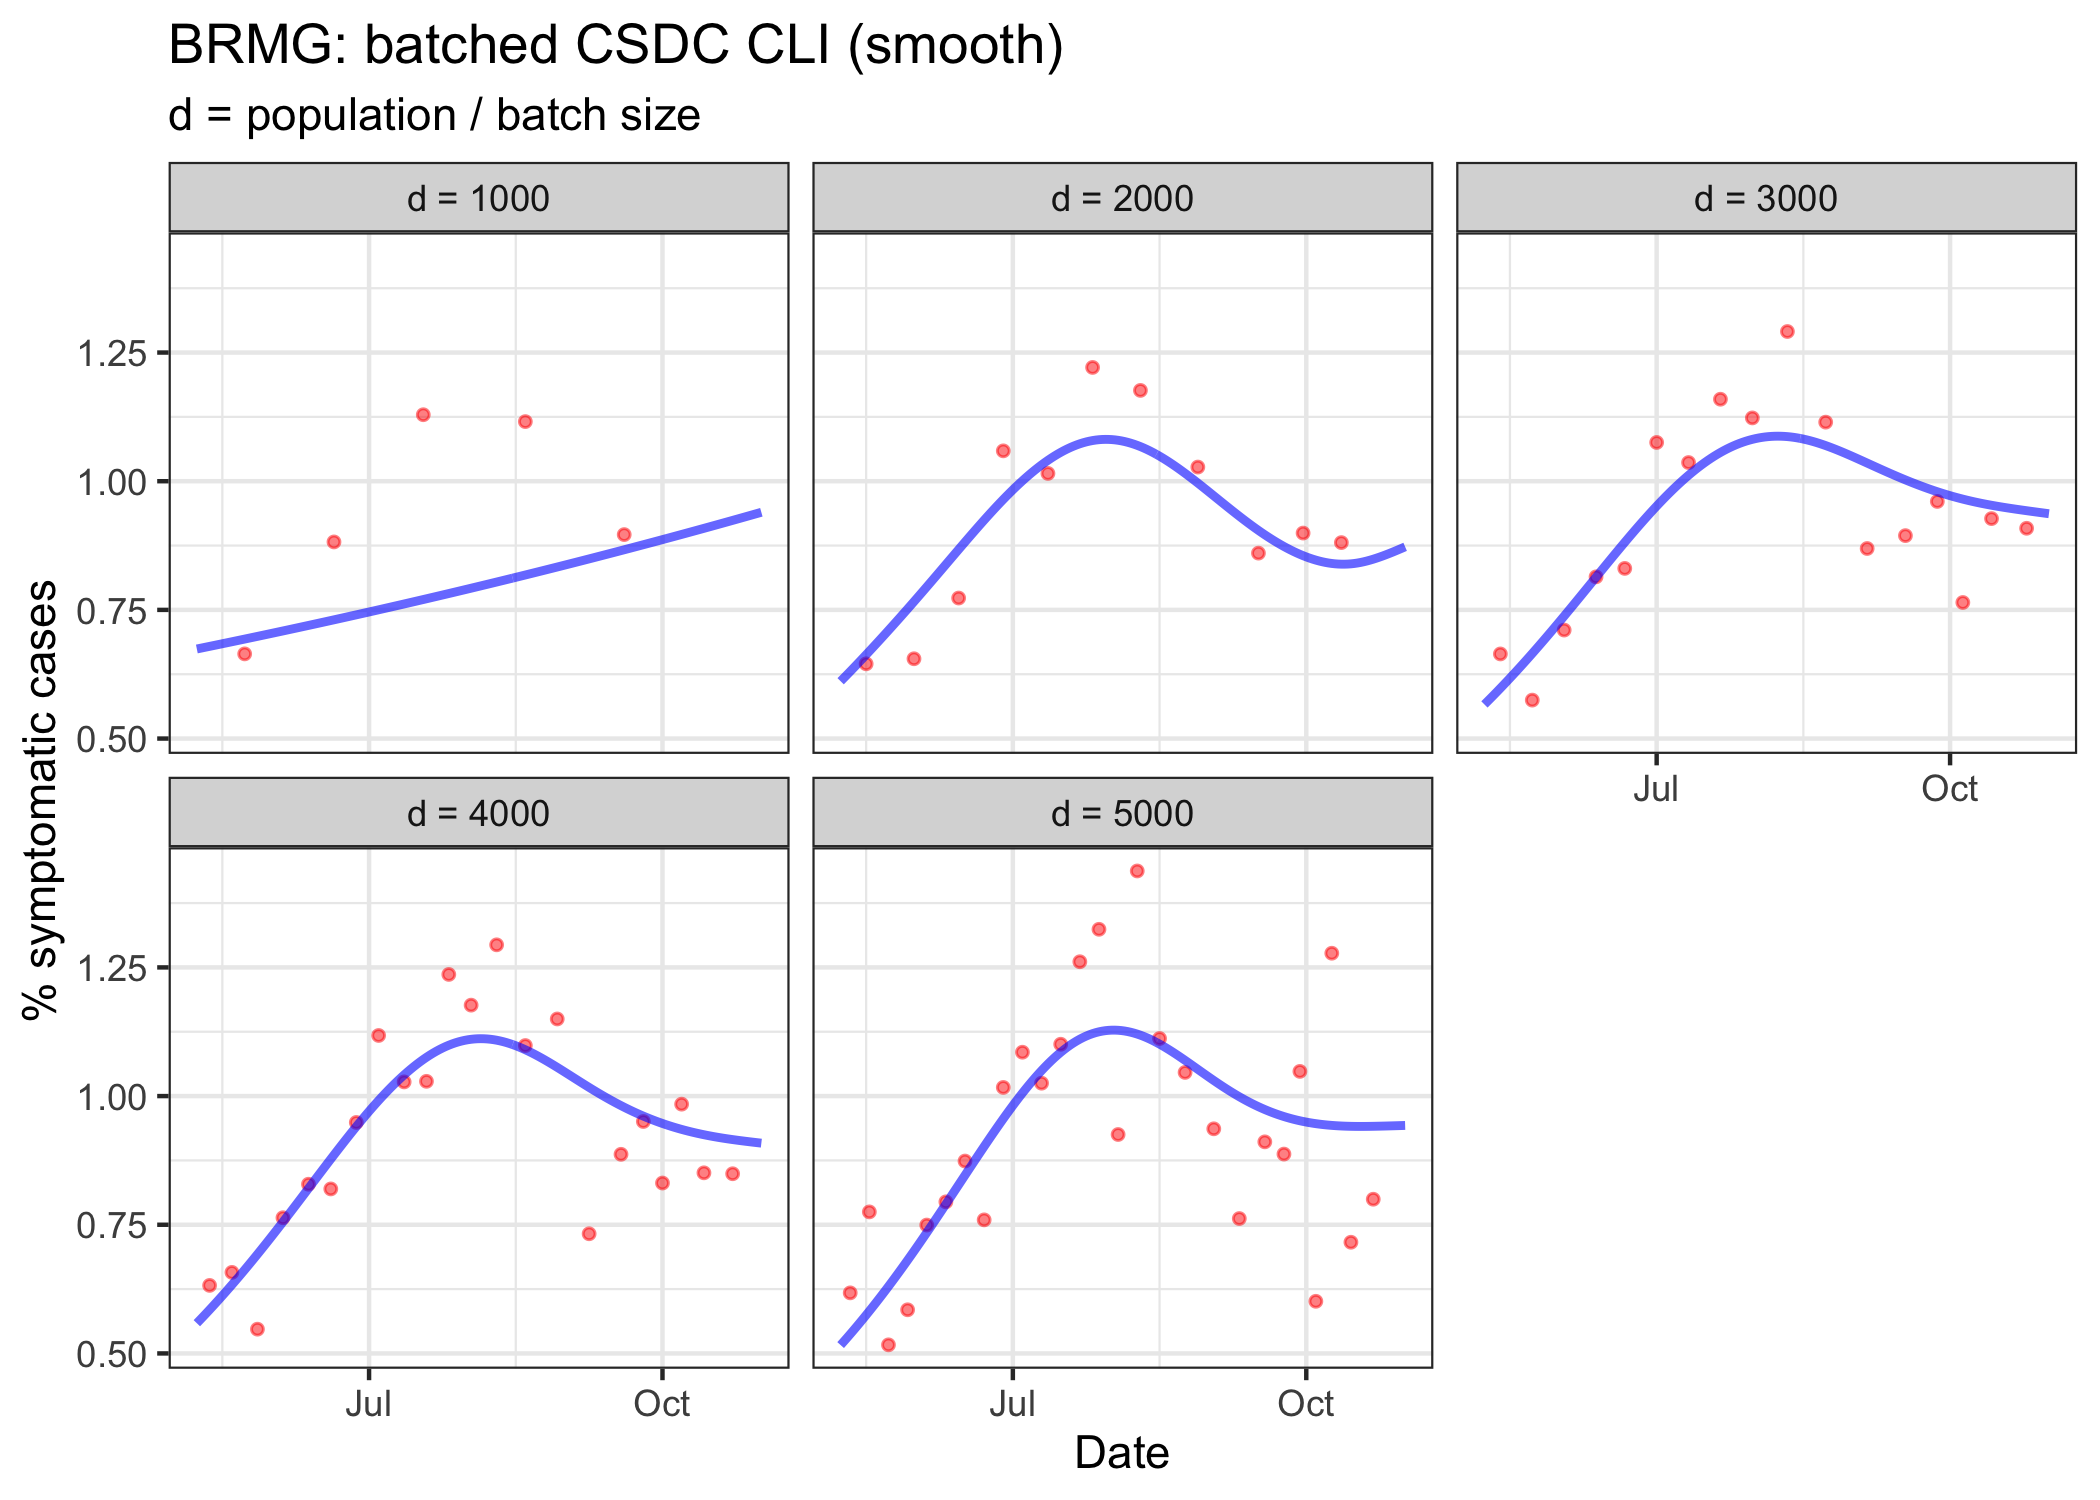 BRMG: batched CSDC CLI (smooth)
d = population / batch size
d = 1000
d = 2000
d = 3000
1.25
1.00
0.75
0.50
Jul
Oct
d = 4000
d = 5000
1.25
1.00
0.75
0.50
Jul
Oct
Jul
Oct
Date
% symptomatic cases